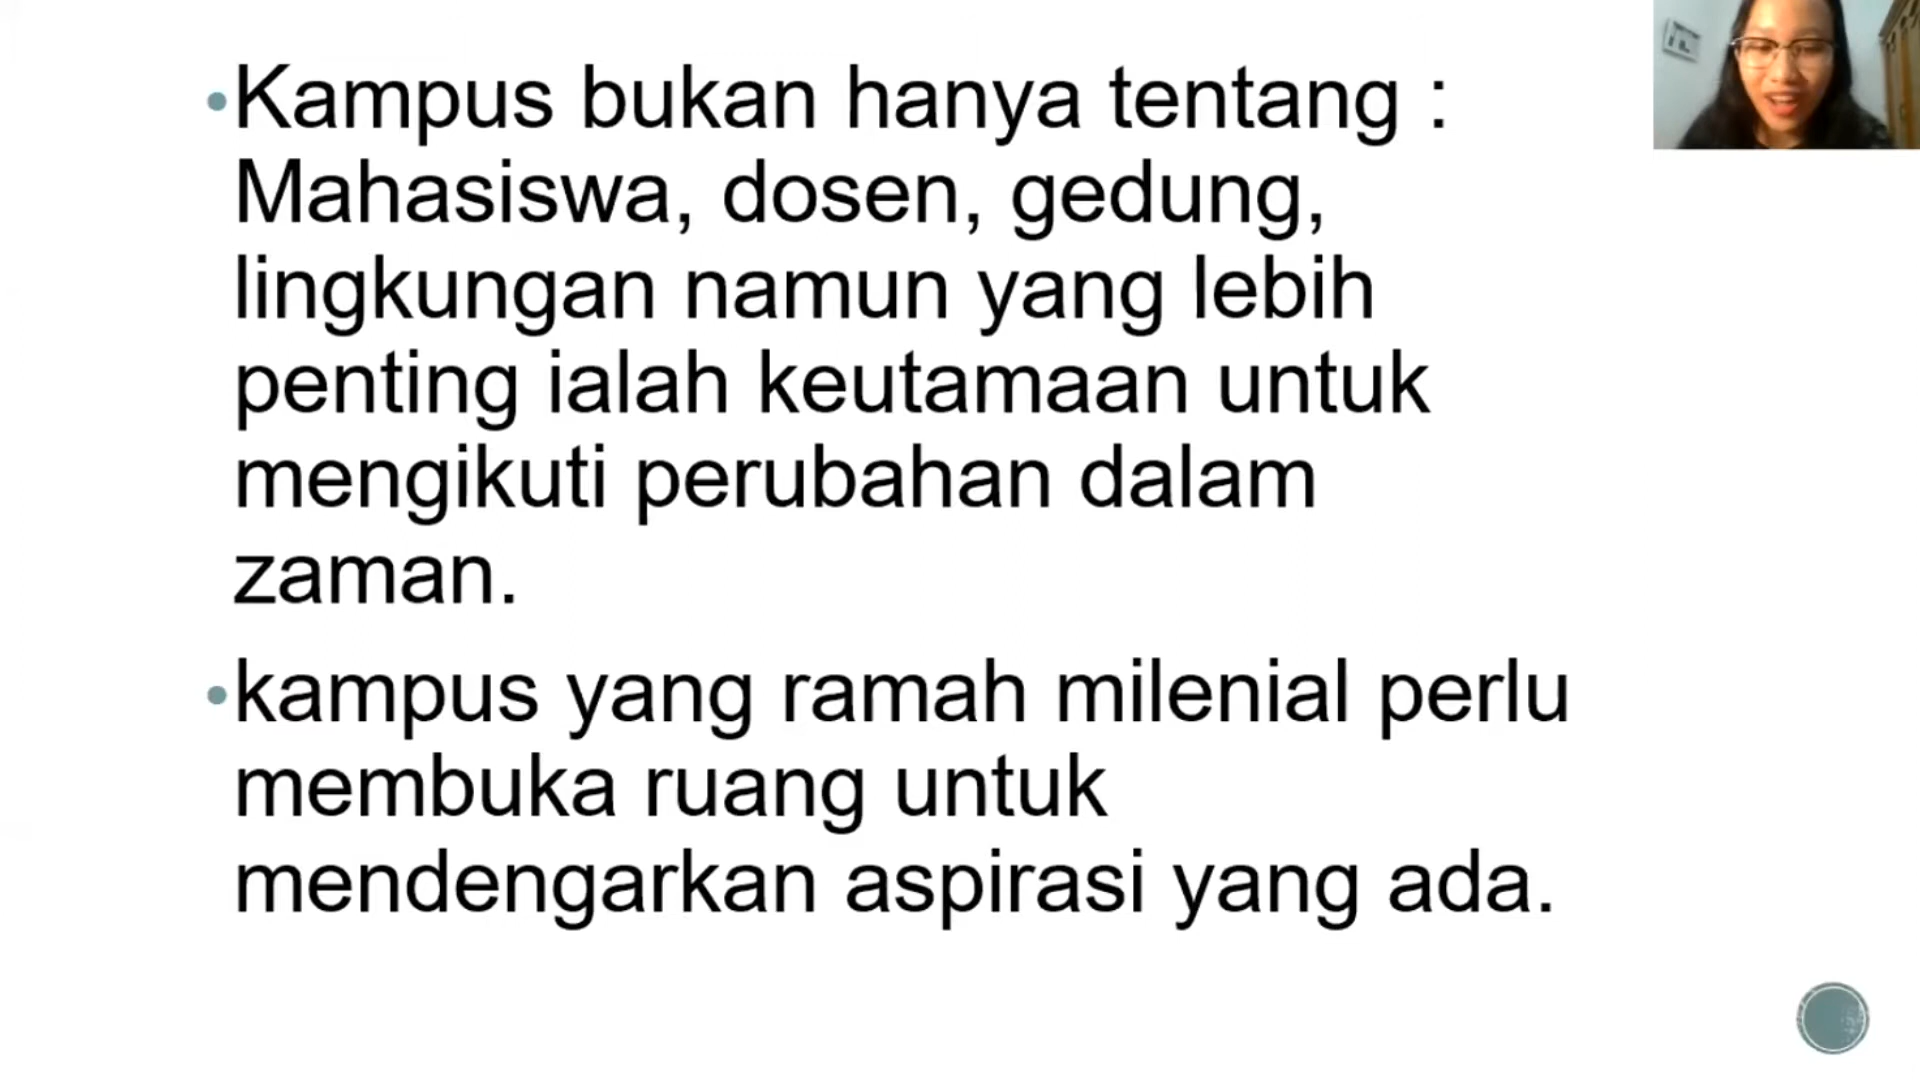 •Kampus bukan hanya tentang :
Mahasiswa, dosen, gedung,
lingkungan namun yang lebih
penting ialah keutamaan untuk
mengikuti perubahan dalam
zaman.
•kampus yang ramah milenial perlu
membuka ruang untuk
mendengarkan aspirasi yang ada.